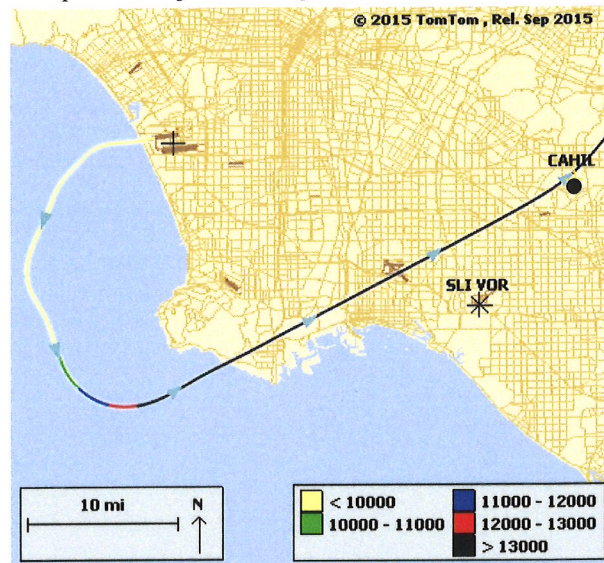 © 2015 TomTom , Rel. Sep 2015
CAHIL
SLI VOR
10 mi
N
< 10000
10000 - 11000
11000 - 12000
12000 - 13000
> 13000